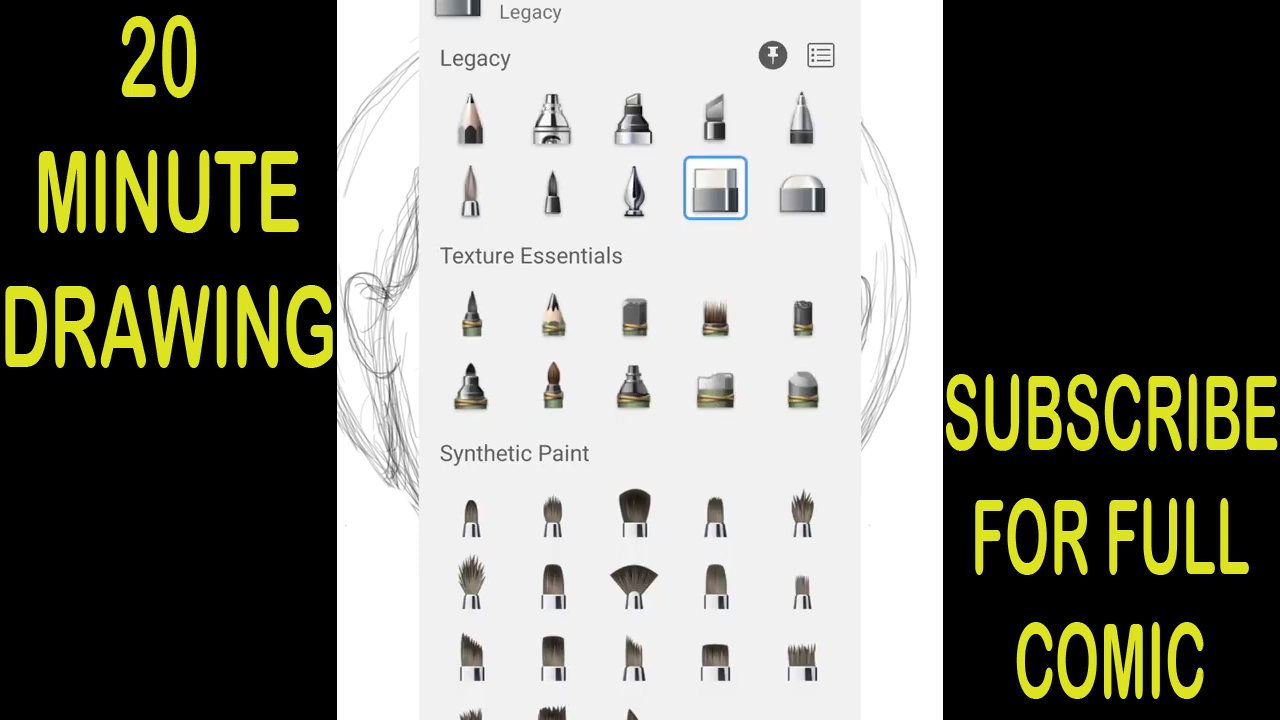 20
MINUTE
DRAWING
Legacy
Legacy
Texture Essentials
Synthetic Paint
SUBSCRIBE
FOR FULL
COMIC